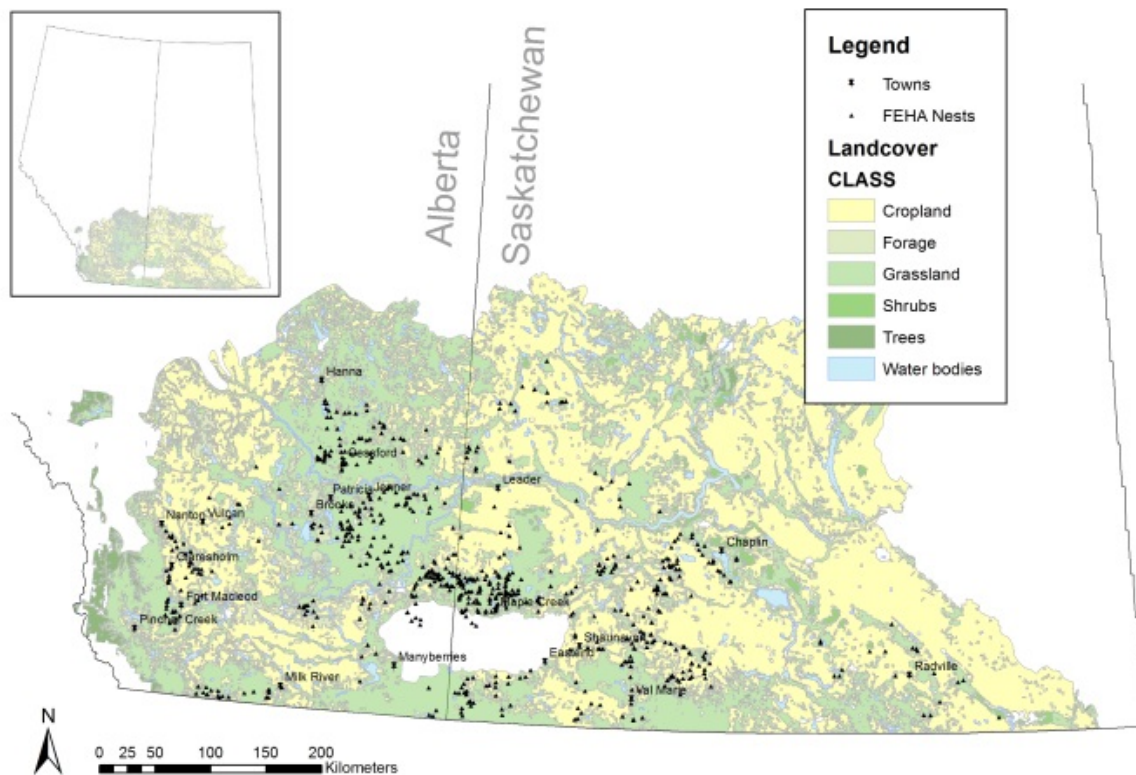 Legend
Towns
FEHA Nests
Landcover
CLASS
Cropland
Forage
Grassland
Shrubs
Trees
Water bodies
Alberta
Saskatchewan
Hanna
Cessford
Patricia
Jenner
Leader
Brooks
Nanton
Vulcan
Claresholm
Chaplin
Fort Macleod
Maple Creek
Pincher Creek
Shaunavon
Eastend
Manyberries
Radville
Milk River
Val Marie
N
0 25 50 100 150 200
Kilometers